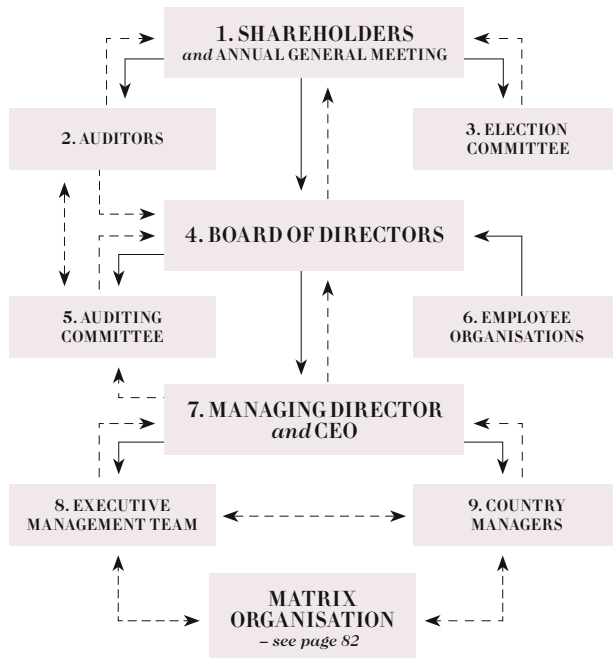 1. SHAREHOLDERS
and ANNUAL GENERAL MEETING
2. AUDITORS
3. ELECTION
COMMITTEE
4. BOARD OF DIRECTORS
5. AUDITING
COMMITTEE
6. EMPLOYEE
ORGANISATIONS
7. MANAGING DIRECTOR
and CEO
8. EXECUTIVE
MANAGEMENT TEAM
9. COUNTRY
MANAGERS
MATRIX
ORGANISATION
– see page 82